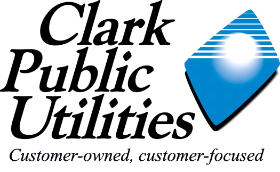 Clark
Public
Utilities
Customer-owned, customer-focused